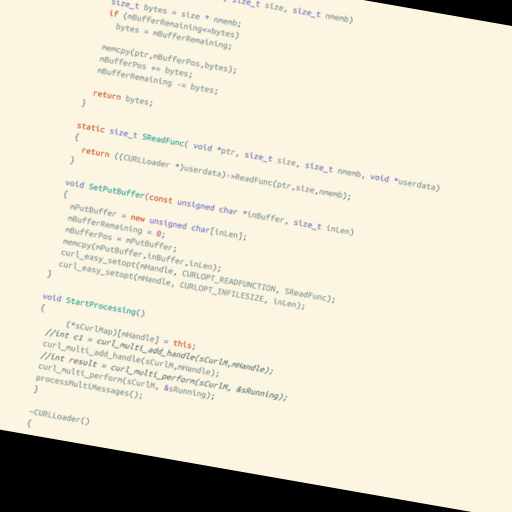 size_t size, size_t nmemb)
size_t bytes = size * nmemb;
if (mBufferRemaining<=bytes)
bytes = mBufferRemaining;
memcpy(ptr,mBufferPos,bytes);
mBufferPos += bytes;
mBufferRemaining -= bytes;
return bytes;
}
static size_t SReadFunc( void *ptr, size_t size, size_t nmemb, void *userdata)
{
return ((CURLLoader *)userdata)->ReadFunc(ptr,size,nmemb);
}
void SetPutBuffer(const unsigned char *inBuffer, size_t inLen)
{
mPutBuffer = new unsigned char[inLen];
mBufferRemaining = 0;
mBufferPos = mPutBuffer;
memcpy(mPutBuffer,inBuffer,inLen);
curl_easy_setopt(mHandle, CURLOPT_READFUNCTION, SReadFunc);
curl_easy_setopt(mHandle, CURLOPT_INFILESIZE, inLen);
}
void StartProcessing()
{
(*sCurlMap)[mHandle] = this;
//int c1 = curl_multi_add_handle(sCurlM,mHandle);
curl_multi_add_handle(sCurlM,mHandle);
//int result = curl_multi_perform(sCurlM, &sRunning);
curl_multi_perform(sCurlM, &sRunning);
processMultiMessages();
}
~CURLLoader()
{